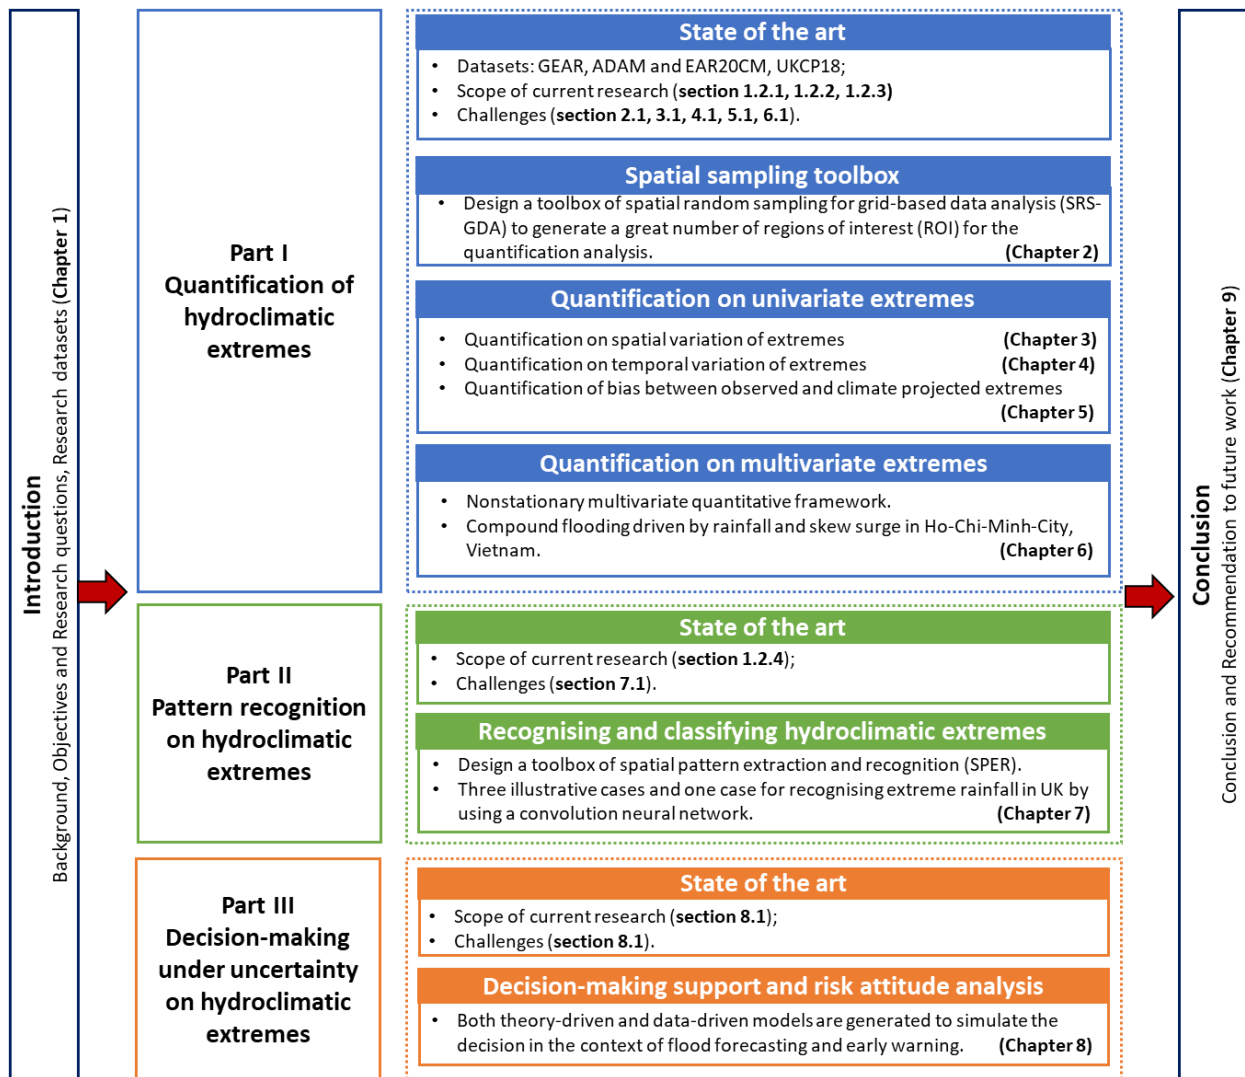 Introduction
Background, Objectives and Research questions, Research datasets (Chapter 1)
Part I
Quantification of
hydroclimatic
extremes
State of the art
• Datasets: GEAR, ADAM and EAR20CM, UKCP18;
• Scope of current research (section 1.2.1, 1.2.2, 1.2.3)
• Challenges (section 2.1, 3.1, 4.1, 5.1, 6.1).
Spatial sampling toolbox
• Design a toolbox of spatial random sampling for grid-based data analysis (SRS-
GDA) to generate a great number of regions of interest (ROI) for the
quantification analysis. (Chapter 2)
Quantification on univariate extremes
• Quantification on spatial variation of extremes (Chapter 3)
• Quantification on temporal variation of extremes (Chapter 4)
• Quantification of bias between observed and climate projected extremes
(Chapter 5)
Quantification on multivariate extremes
• Nonstationary multivariate quantitative framework.
• Compound flooding driven by rainfall and skew surge in Ho-Chi-Minh-City,
Vietnam. (Chapter 6)
Part II
Pattern recognition
on hydroclimatic
extremes
State of the art
• Scope of current research (section 1.2.4);
• Challenges (section 7.1).
Recognising and classifying hydroclimatic extremes
• Design a toolbox of spatial pattern extraction and recognition (SPER).
• Three illustrative cases and one case for recognising extreme rainfall in UK by
using a convolution neural network. (Chapter 7)
Part III
Decision-making
under uncertainty
on hydroclimatic
extremes
State of the art
• Scope of current research (section 8.1);
• Challenges (section 8.1).
Decision-making support and risk attitude analysis
• Both theory-driven and data-driven models are generated to simulate the
decision in the context of flood forecasting and early warning. (Chapter 8)
Conclusion
Conclusion and Recommendation to future work (Chapter 9)